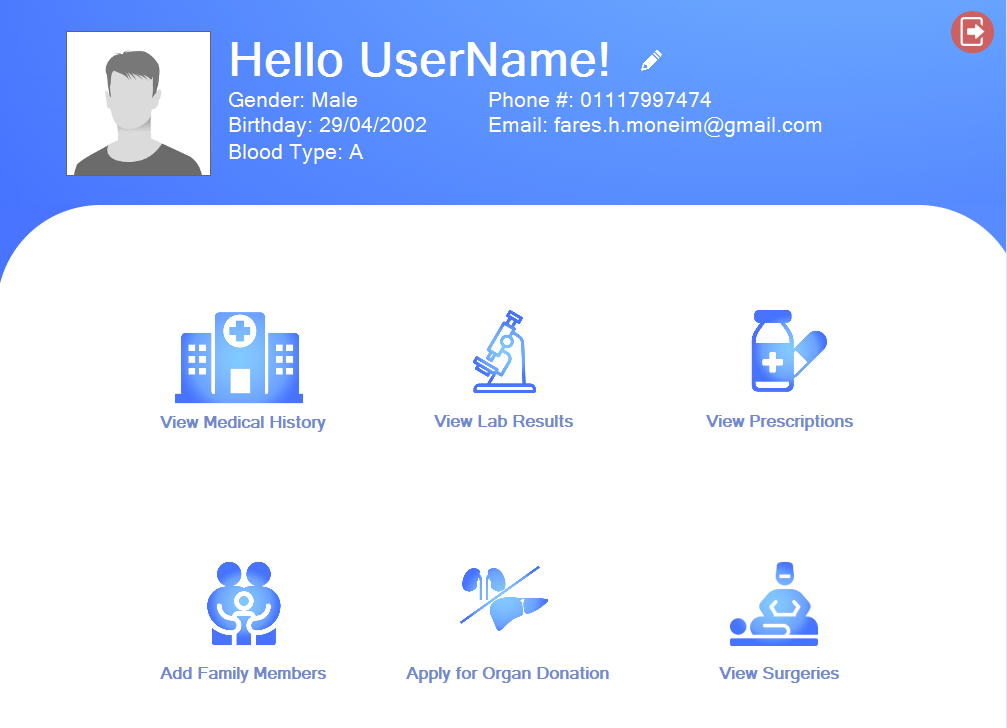 Hello UserName!
Gender: Male
Phone #: 01117997474
Birthday: 29/04/2002
Email: fares.h.moneim@gmail.com
Blood Type: A
View Medical History
View Lab Results
View Prescriptions
Add Family Members
Apply for Organ Donation
View Surgeries